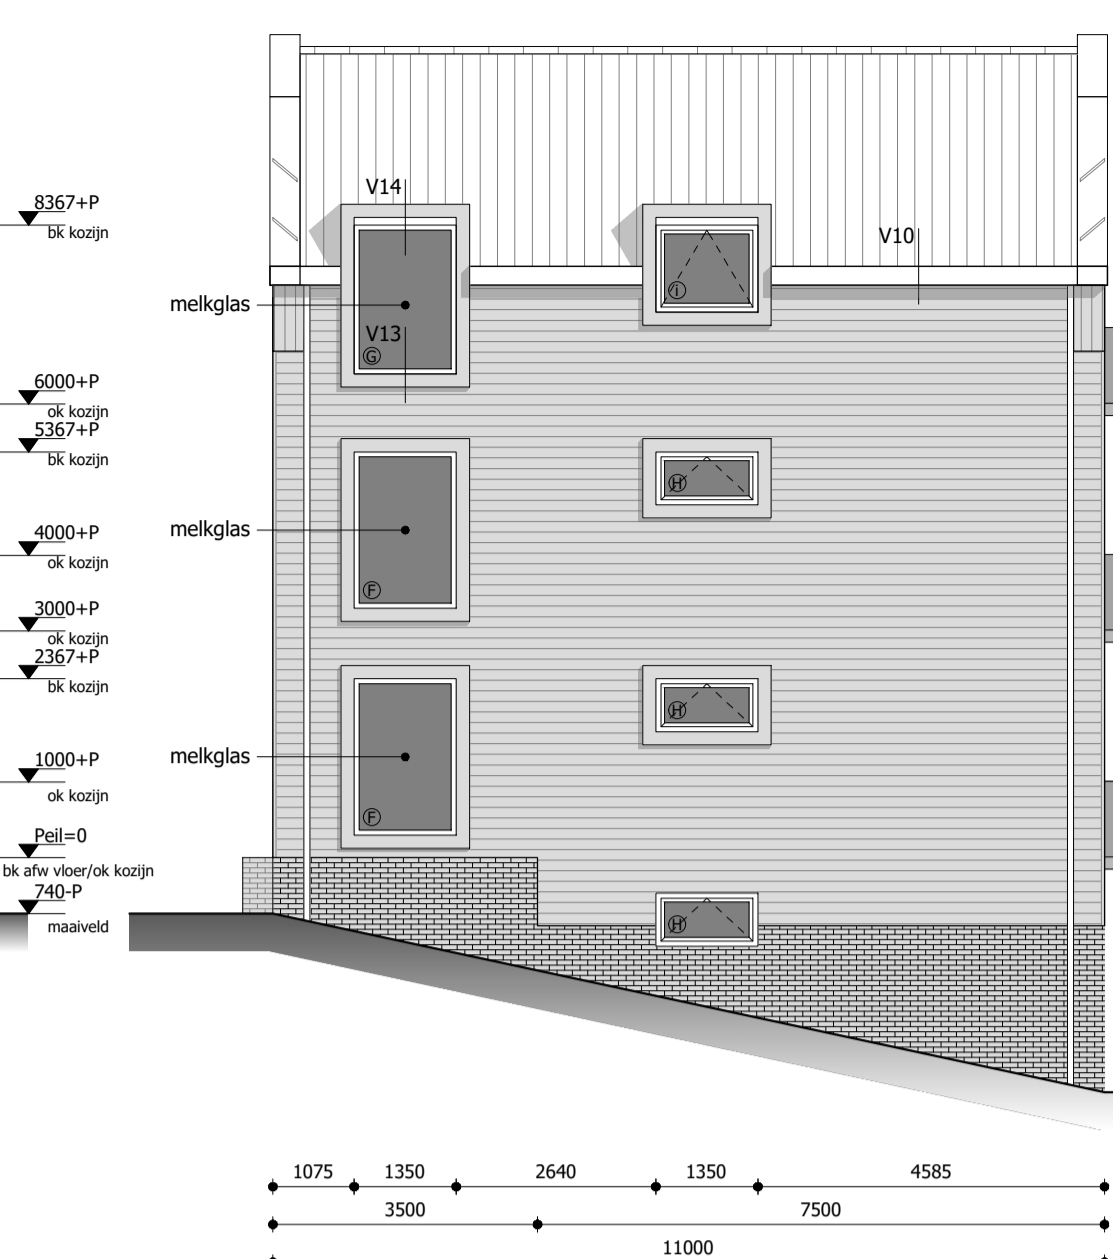 V14
8367+P
bk kozijn
V10
i
melkglas
V13
G
6000+P
ok kozijn
5367+P
bk kozijn
H
melkglas
4000+P
ok kozijn
F
3000+P
ok kozijn
2367+P
bk kozijn
H
melkglas
1000+P
ok kozijn
F
Peil=0
bk afw vloer/ok kozijn
740-P
maaiveld
H
1075 1350 2640 1350 4585
3500 7500
11000